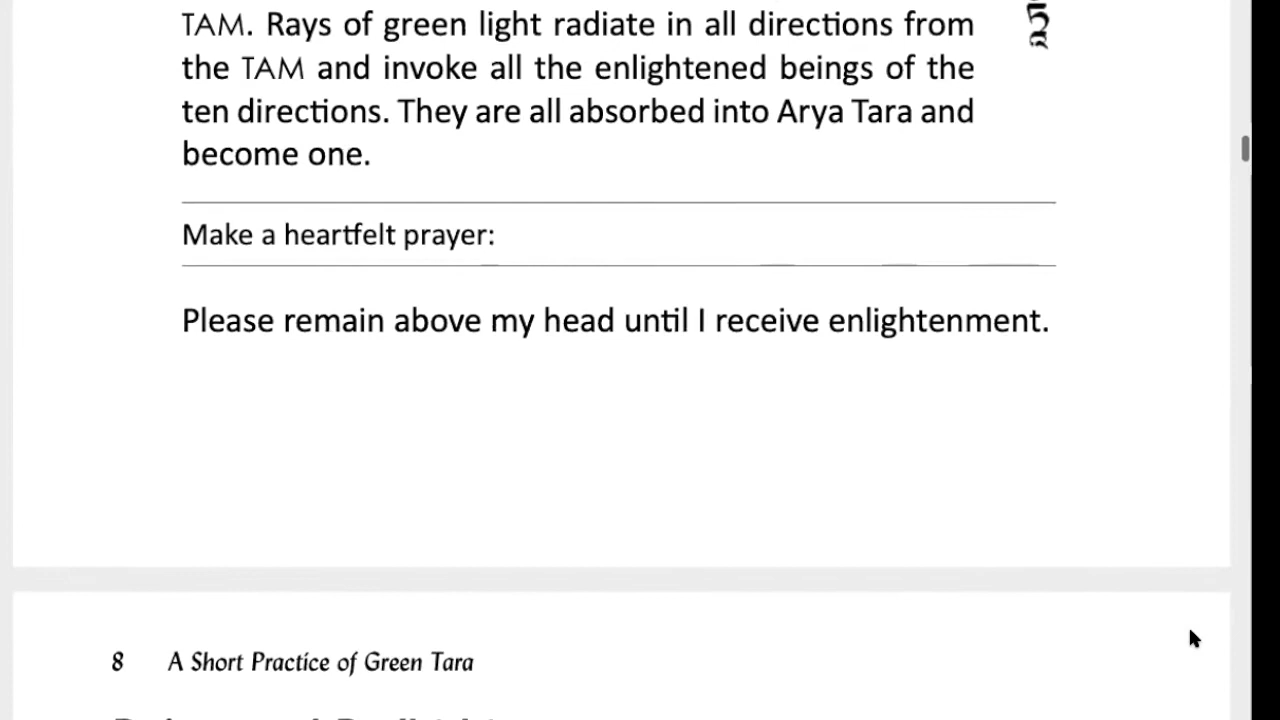 TAM. Rays of green light radiate in all directions from
the TAM and invoke all the enlightened beings of the
ten directions. They are all absorbed into Arya Tara and
become one.
Make a heartfelt prayer:
Please remain above my head until I receive enlightenment.
8 A Short Practice of Green Tara